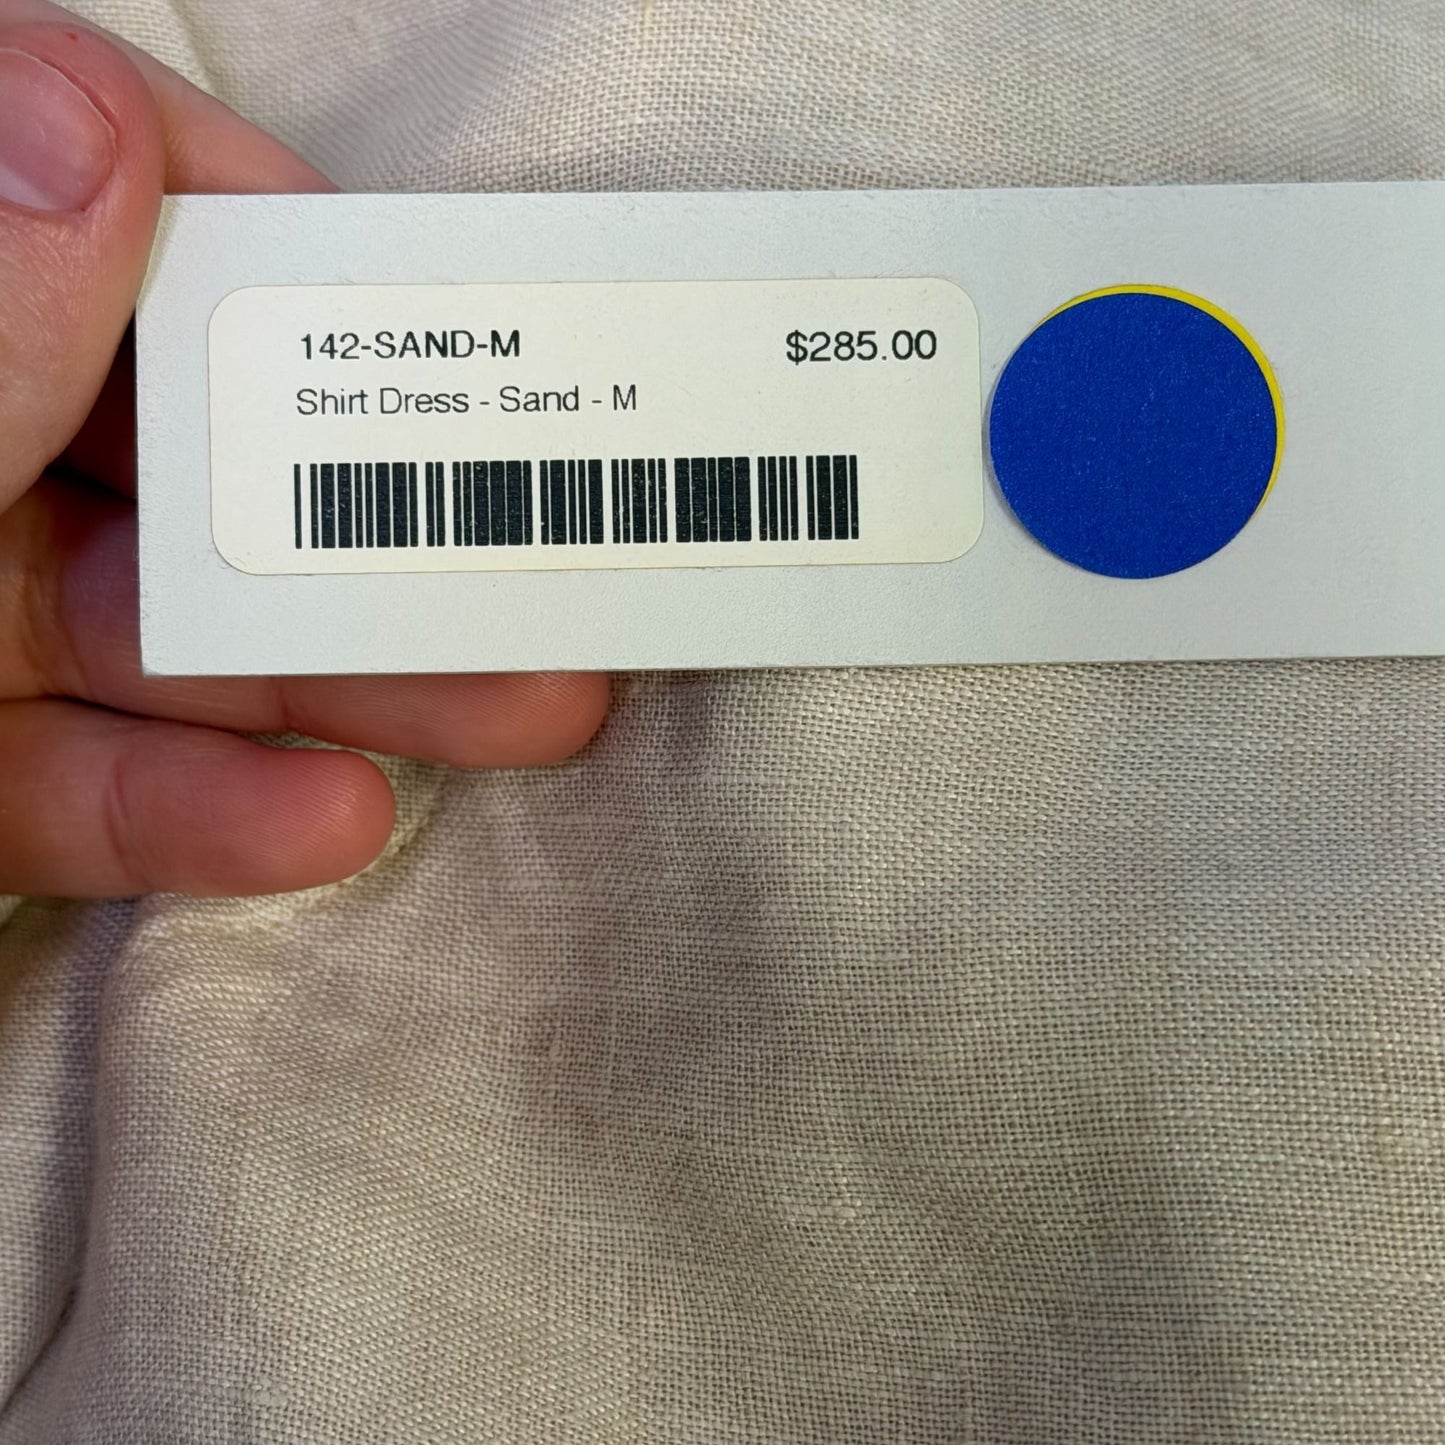 142-SAND-M $285.00
Shirt Dress - Sand - M